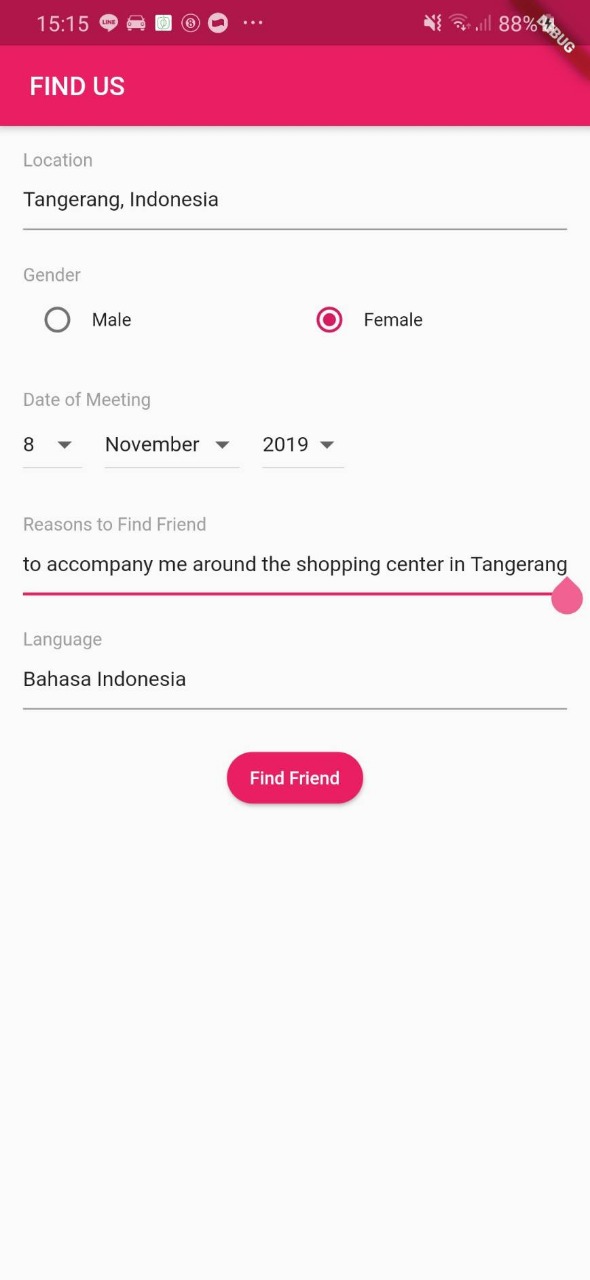 15:15 LINE 88%
DEBUG
FIND US
Location
Tangerang, Indonesia
Gender
Male Female
Date of Meeting
8 November 2019
Reasons to Find Friend
to accompany me around the shopping center in Tangerang
Language
Bahasa Indonesia
Find Friend